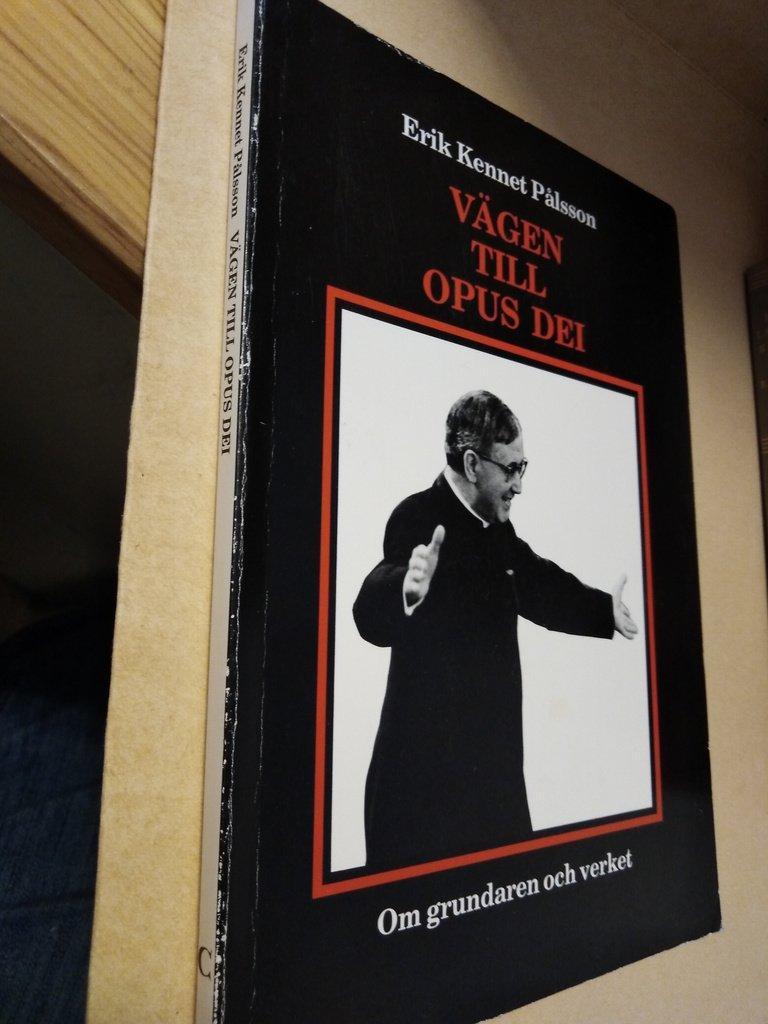 Erik Kennet Pålsson
VÄGEN
TILL
OPUS DEI
Om grundaren och verket
Erik Kennet Pålsson VÄGEN TILL OPUS DEI
C